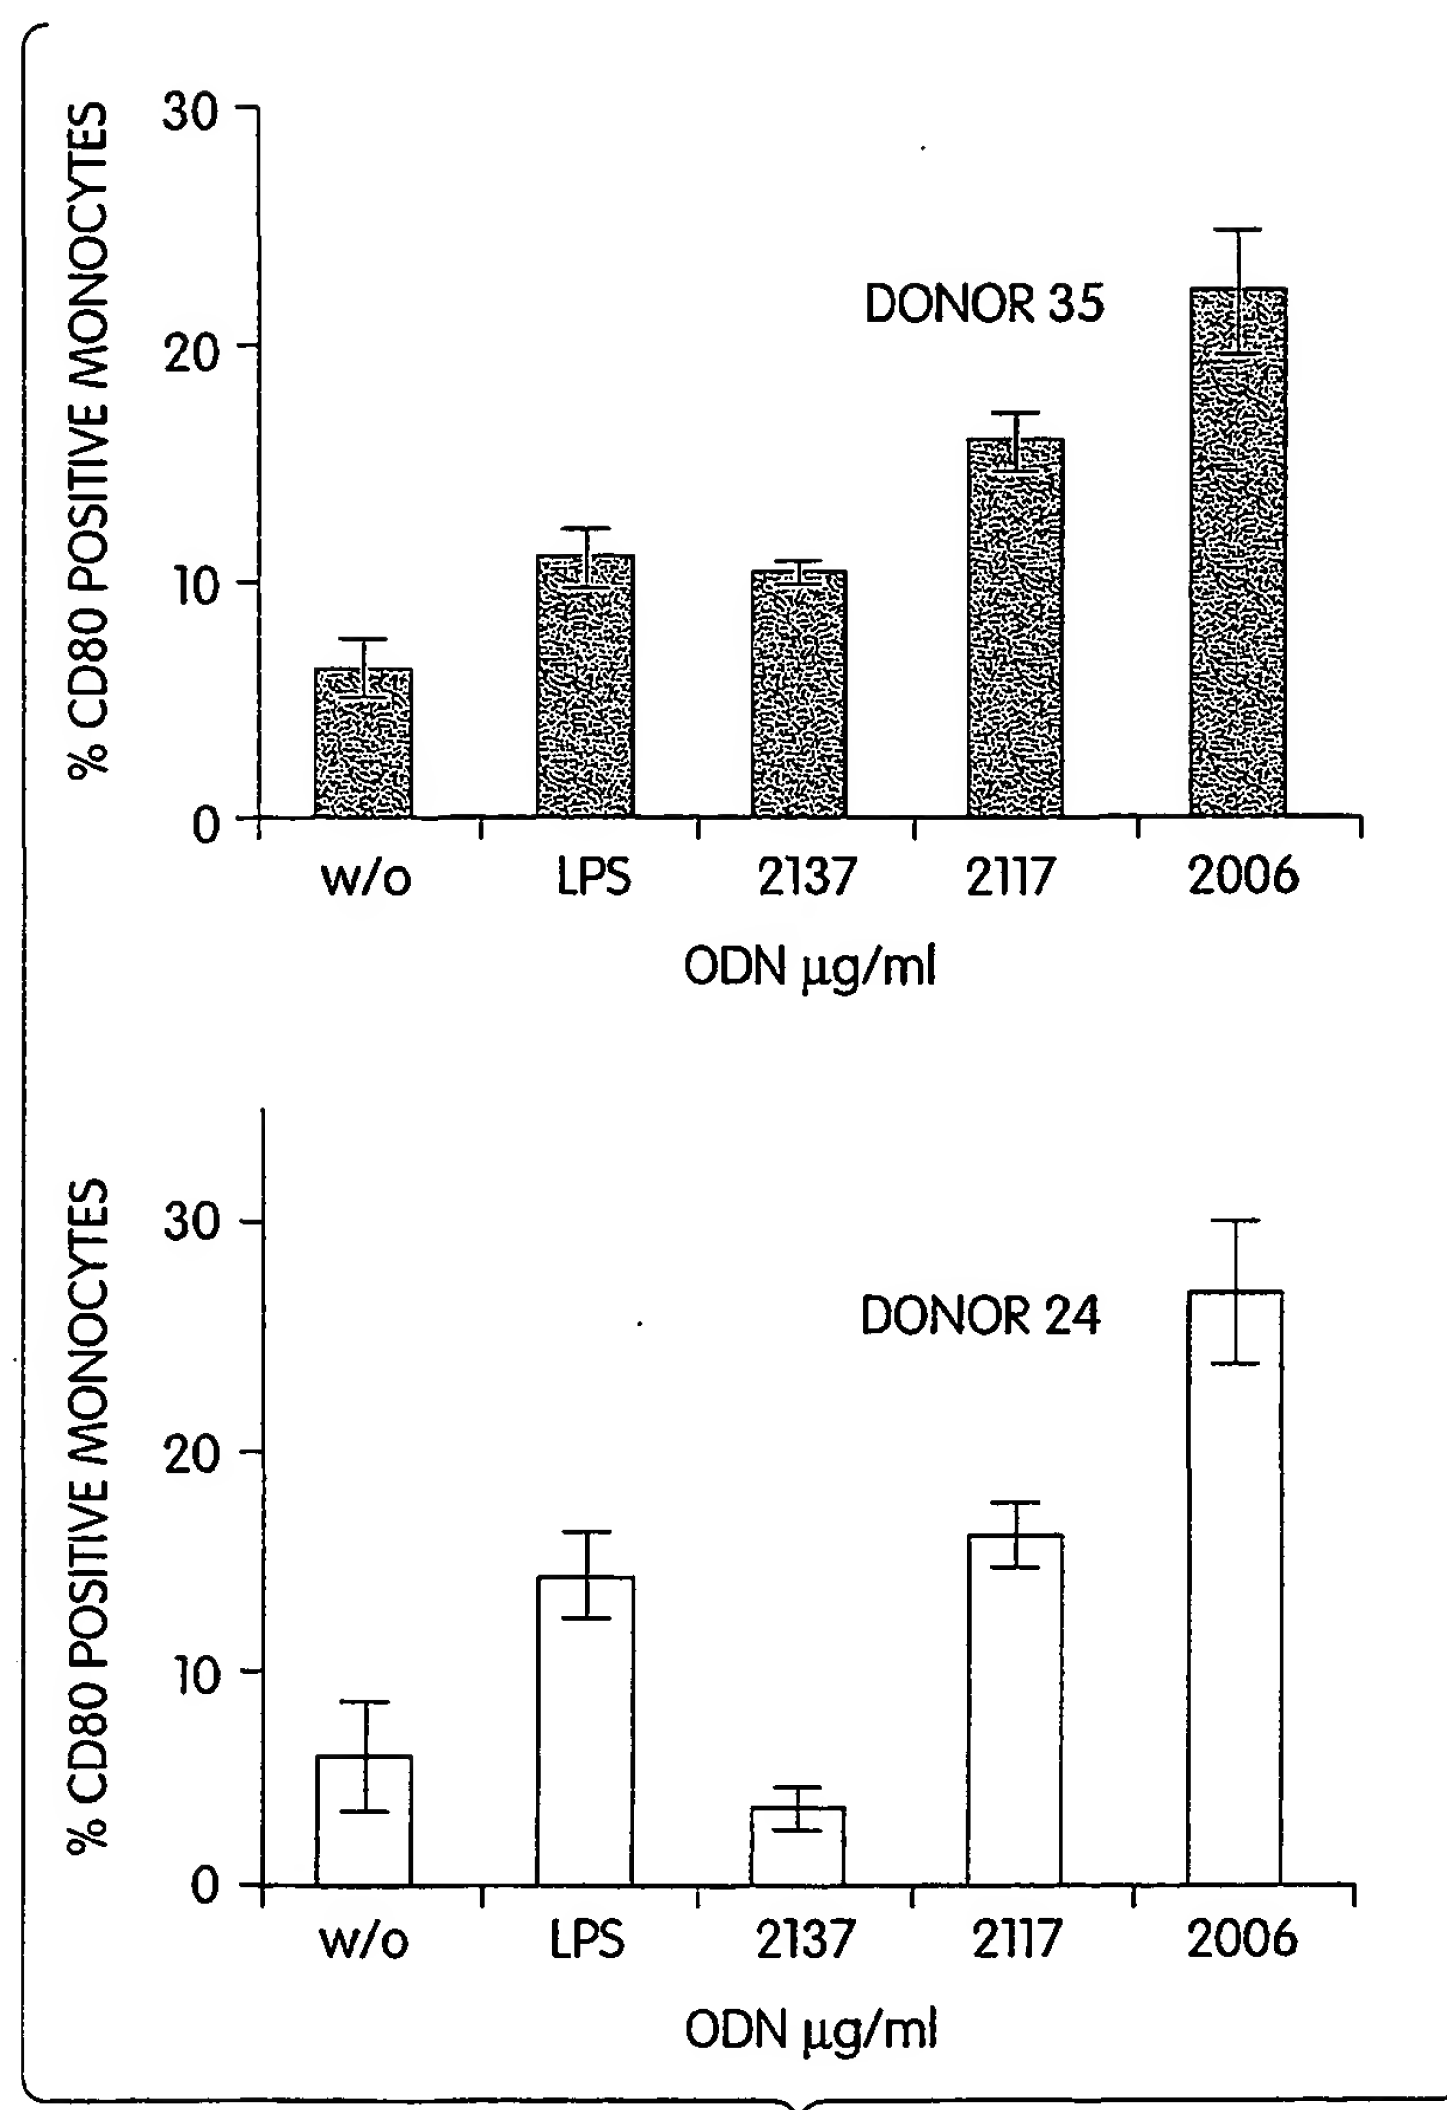 % CD80 POSITIVE MONOCYTES
30
20
10
0
DONOR 35
w/o LPS 2137 2117 2006
ODN µg/ml
% CD80 POSITIVE MONOCYTES
30
20
10
0
DONOR 24
w/o LPS 2137 2117 2006
ODN µg/ml